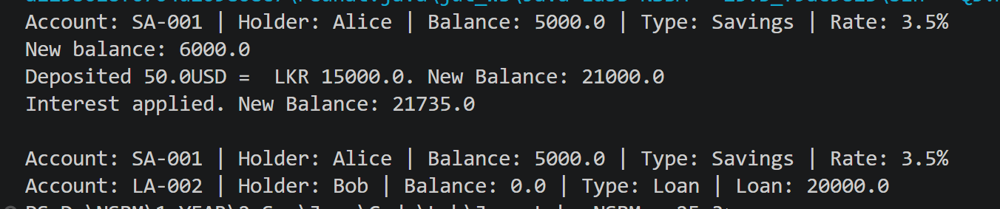 Account: SA-001 | Holder: Alice | Balance: 5000.0 | Type: Savings | Rate: 3.5%
New balance: 6000.0
Deposited 50.0USD =  LKR 15000.0. New Balance: 21000.0
Interest applied. New Balance: 21735.0
Account: SA-001 | Holder: Alice | Balance: 5000.0 | Type: Savings | Rate: 3.5%
Account: LA-002 | Holder: Bob | Balance: 0.0 | Type: Loan | Loan: 20000.0